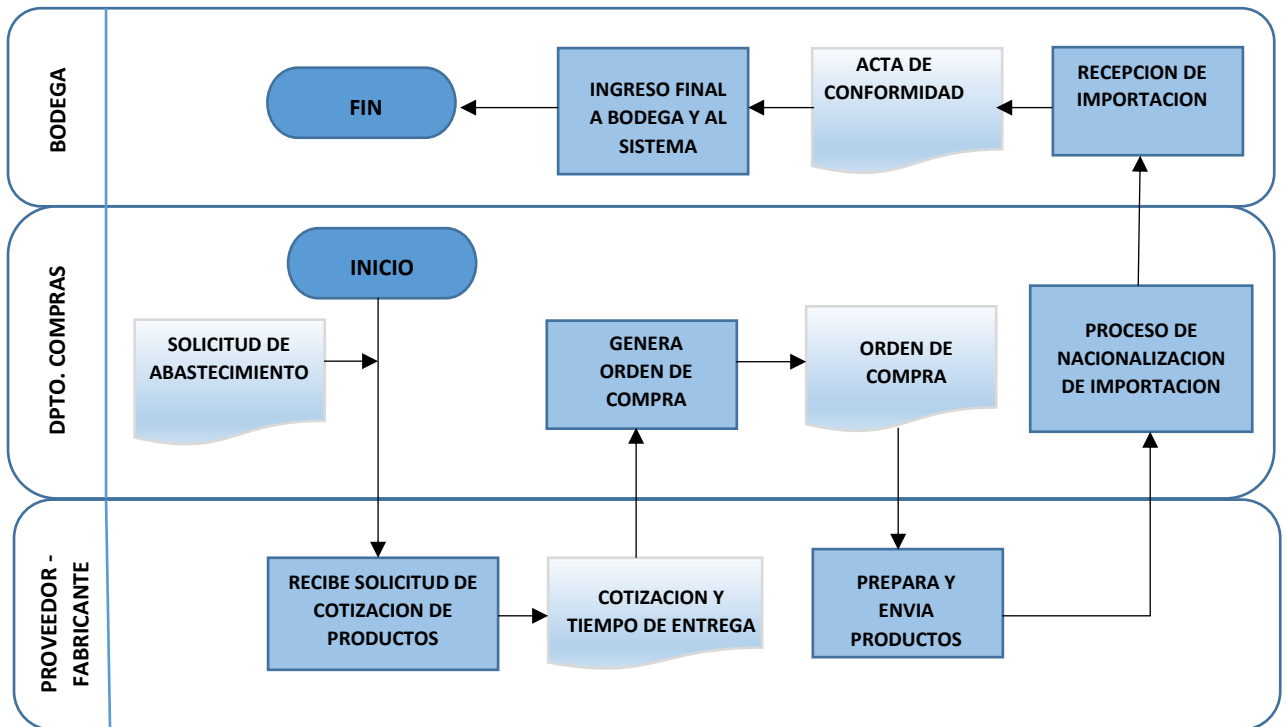 BODEGA
FIN
INGRESO FINAL
A BODEGA Y AL
SISTEMA
ACTA DE
CONFORMIDAD
RECEPCION DE
IMPORTACION
DPTO. COMPRAS
INICIO
SOLICITUD DE
ABASTECIMIENTO
GENERA
ORDEN DE
COMPRA
ORDEN DE
COMPRA
PROCESO DE
NACIONALIZACION
DE IMPORTACION
PROVEEDOR -
FABRICANTE
RECIBE SOLICITUD DE
COTIZACION DE
PRODUCTOS
COTIZACION Y
TIEMPO DE ENTREGA
PREPARA Y
ENVIA
PRODUCTOS